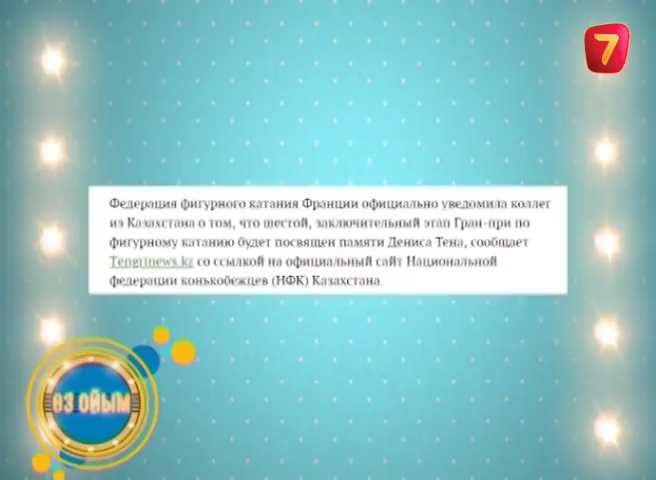 7
Федерация фигурного катания Франции официально уведомила коллег
из Казахстана о том, что шестой, заключительный этап Гран-при по
фигурному катанию будет посвящен памяти Дениса Тена, сообщает
Tengrinews.kz со ссылкой на официальный сайт Национальной
федерации конькобежцев (НФК) Казахстана.
ӨЗ ОЙЫМ